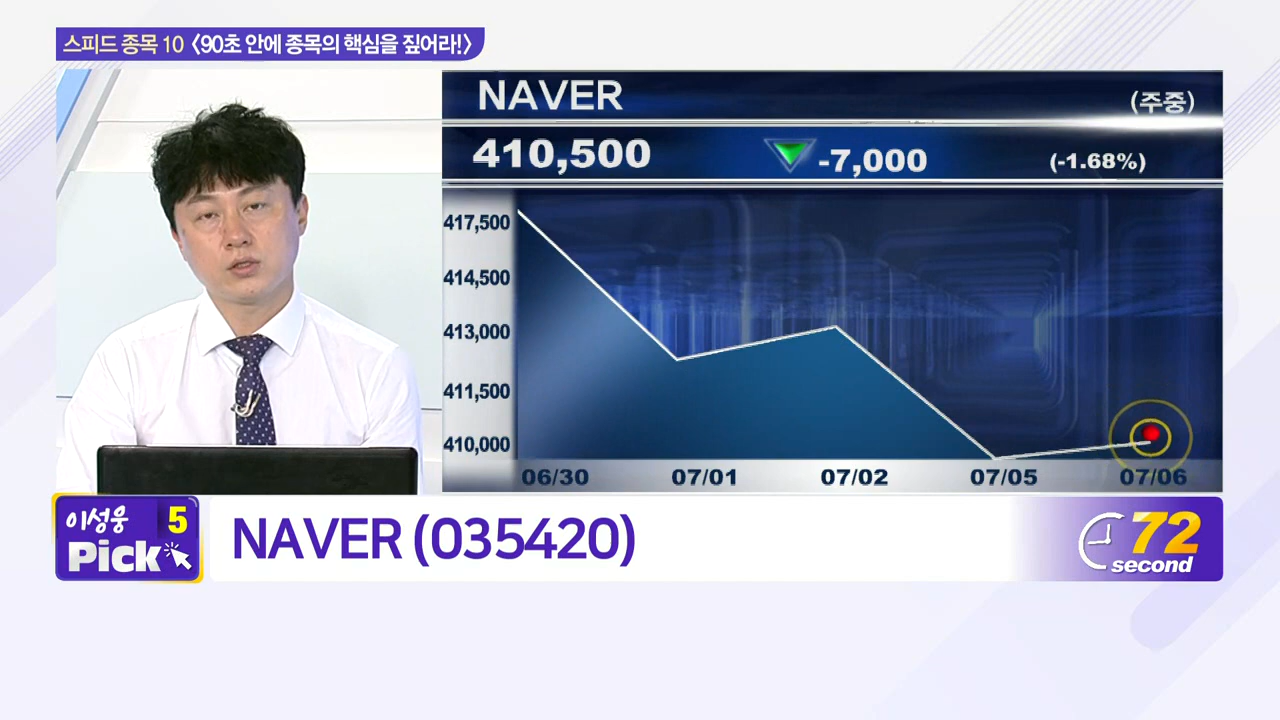 스피드 종목 10 〈90초 안에 종목의 핵심을 짚어라!〉
NAVER
(주중)
410,500
-7,000
(-1.68%)
417,500
414,500
413,000
411,500
410,000
06/30
07/01
07/02
07/05
07/06
이성웅 5
Pick
NAVER (035420)
72
second